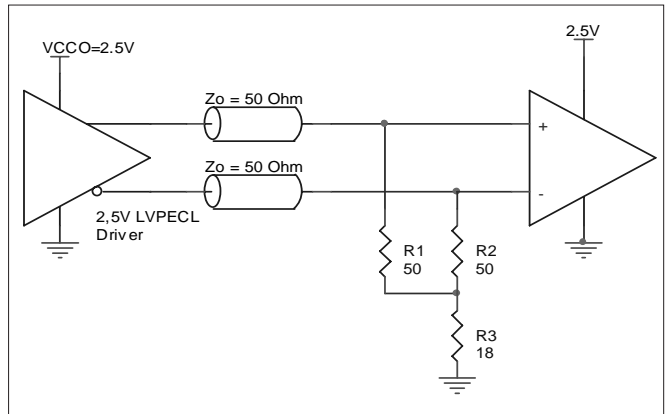 2.5V
VCCO=2.5V
Zo = 50 Ohm
+
Zo = 50 Ohm
-
2,5V LVPECL
Driver
R1
50
R2
50
R3
18